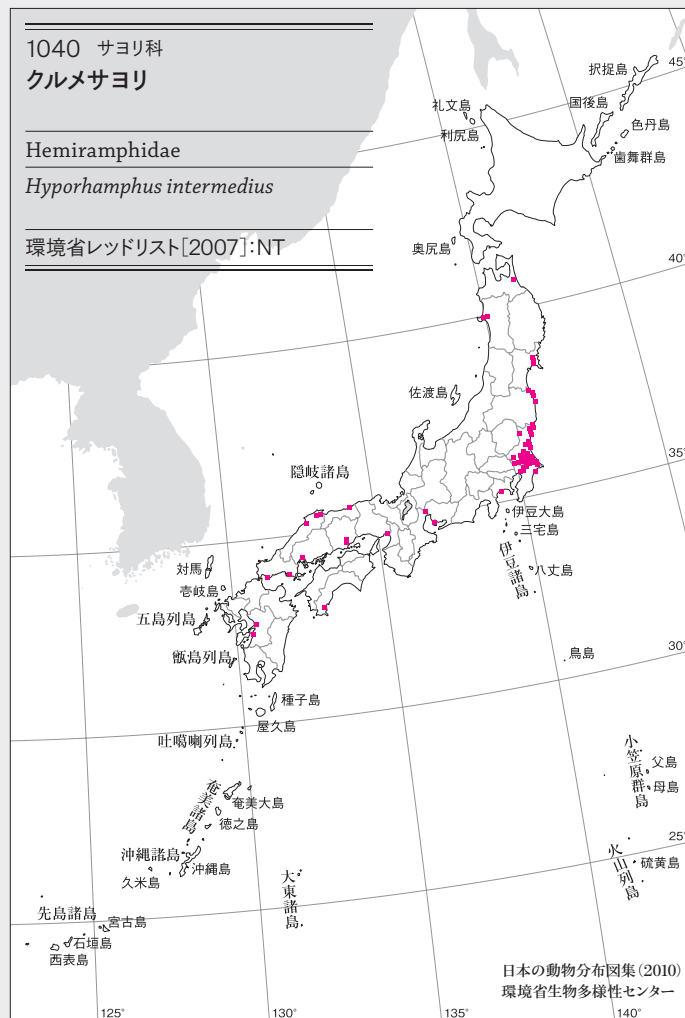 1040 サヨリ科
クルメサヨリ
Hemiramphidae
Hyporhamphus intermedius
環境省レッドリスト[2007]:NT
45°
択捉島
国後島
礼文島
色丹島
利尻島
歯舞群島
奥尻島
40°
佐渡島
35°
隠岐諸島
伊豆大島
三宅島
伊豆諸島
八丈島
対馬
壱岐島
五島列島
甑島列島
鳥島
30°
種子島
屋久島
吐噶喇列島
小笠原群島
父島
母島
奄美諸島
奄美大島
徳之島
25°
沖縄諸島
沖縄島
久米島
火山列島
硫黄島
大東諸島
先島諸島
宮古島
石垣島
西表島
日本の動物分布図集(2010)
環境省生物多様性センター
125°
130°
135°
140°